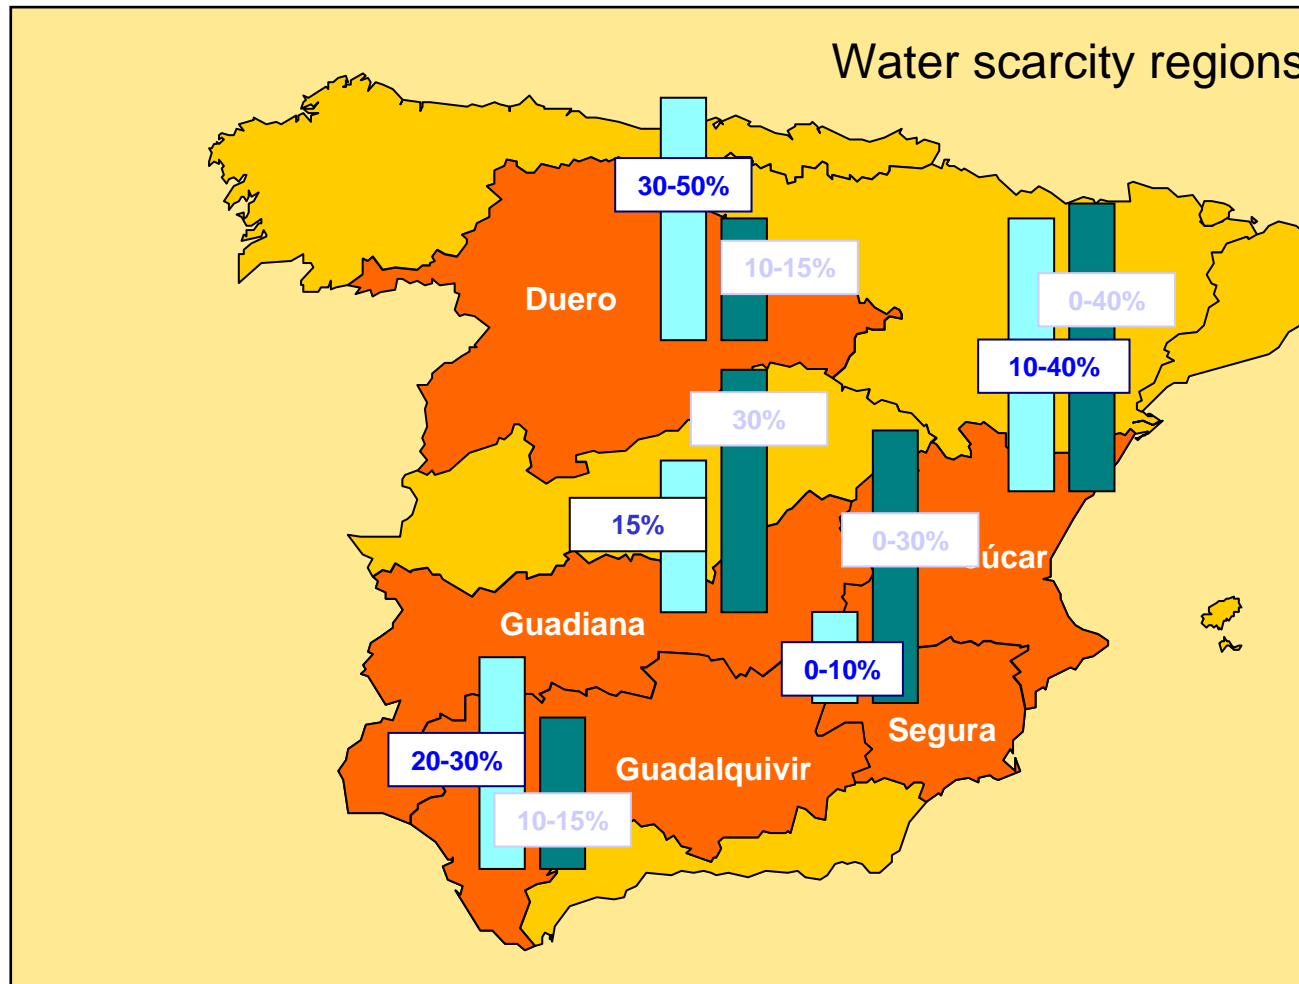 Water scarcity regions
30-50%
10-15%
Duero
0-40%
10-40%
30%
15%
0-30%
úcar
Guadiana
0-10%
Segura
20-30%
Guadalquivir
10-15%